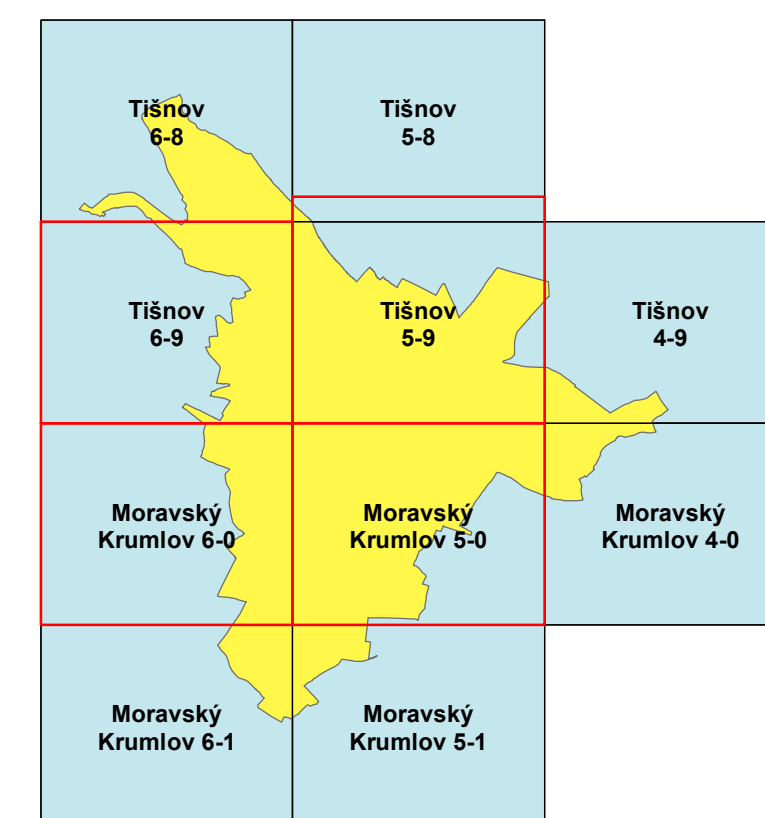 Tišnov
6-8
Tišnov
5-8
Tišnov
6-9
Tišnov
5-9
Tišnov
4-9
Moravský
Krumlov 6-0
Moravský
Krumlov 5-0
Moravský
Krumlov 4-0
Moravský
Krumlov 6-1
Moravský
Krumlov 5-1